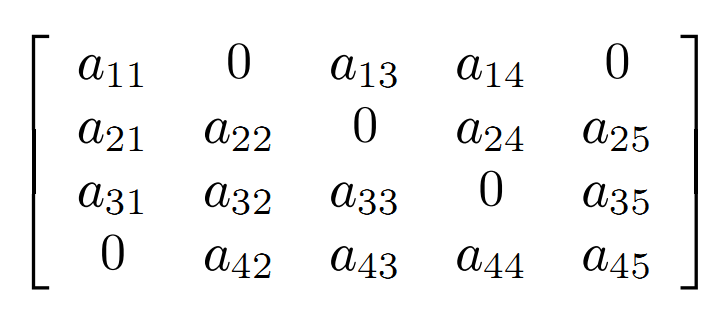 a₁₁ 0 a₁₃ a₁₄ 0
a₂₁ a₂₂ 0 a₂₄ a₂₅
a₃₁ a₃₂ a₃₃ 0 a₃₅
0 a₄₂ a₄₃ a₄₄ a₄₅